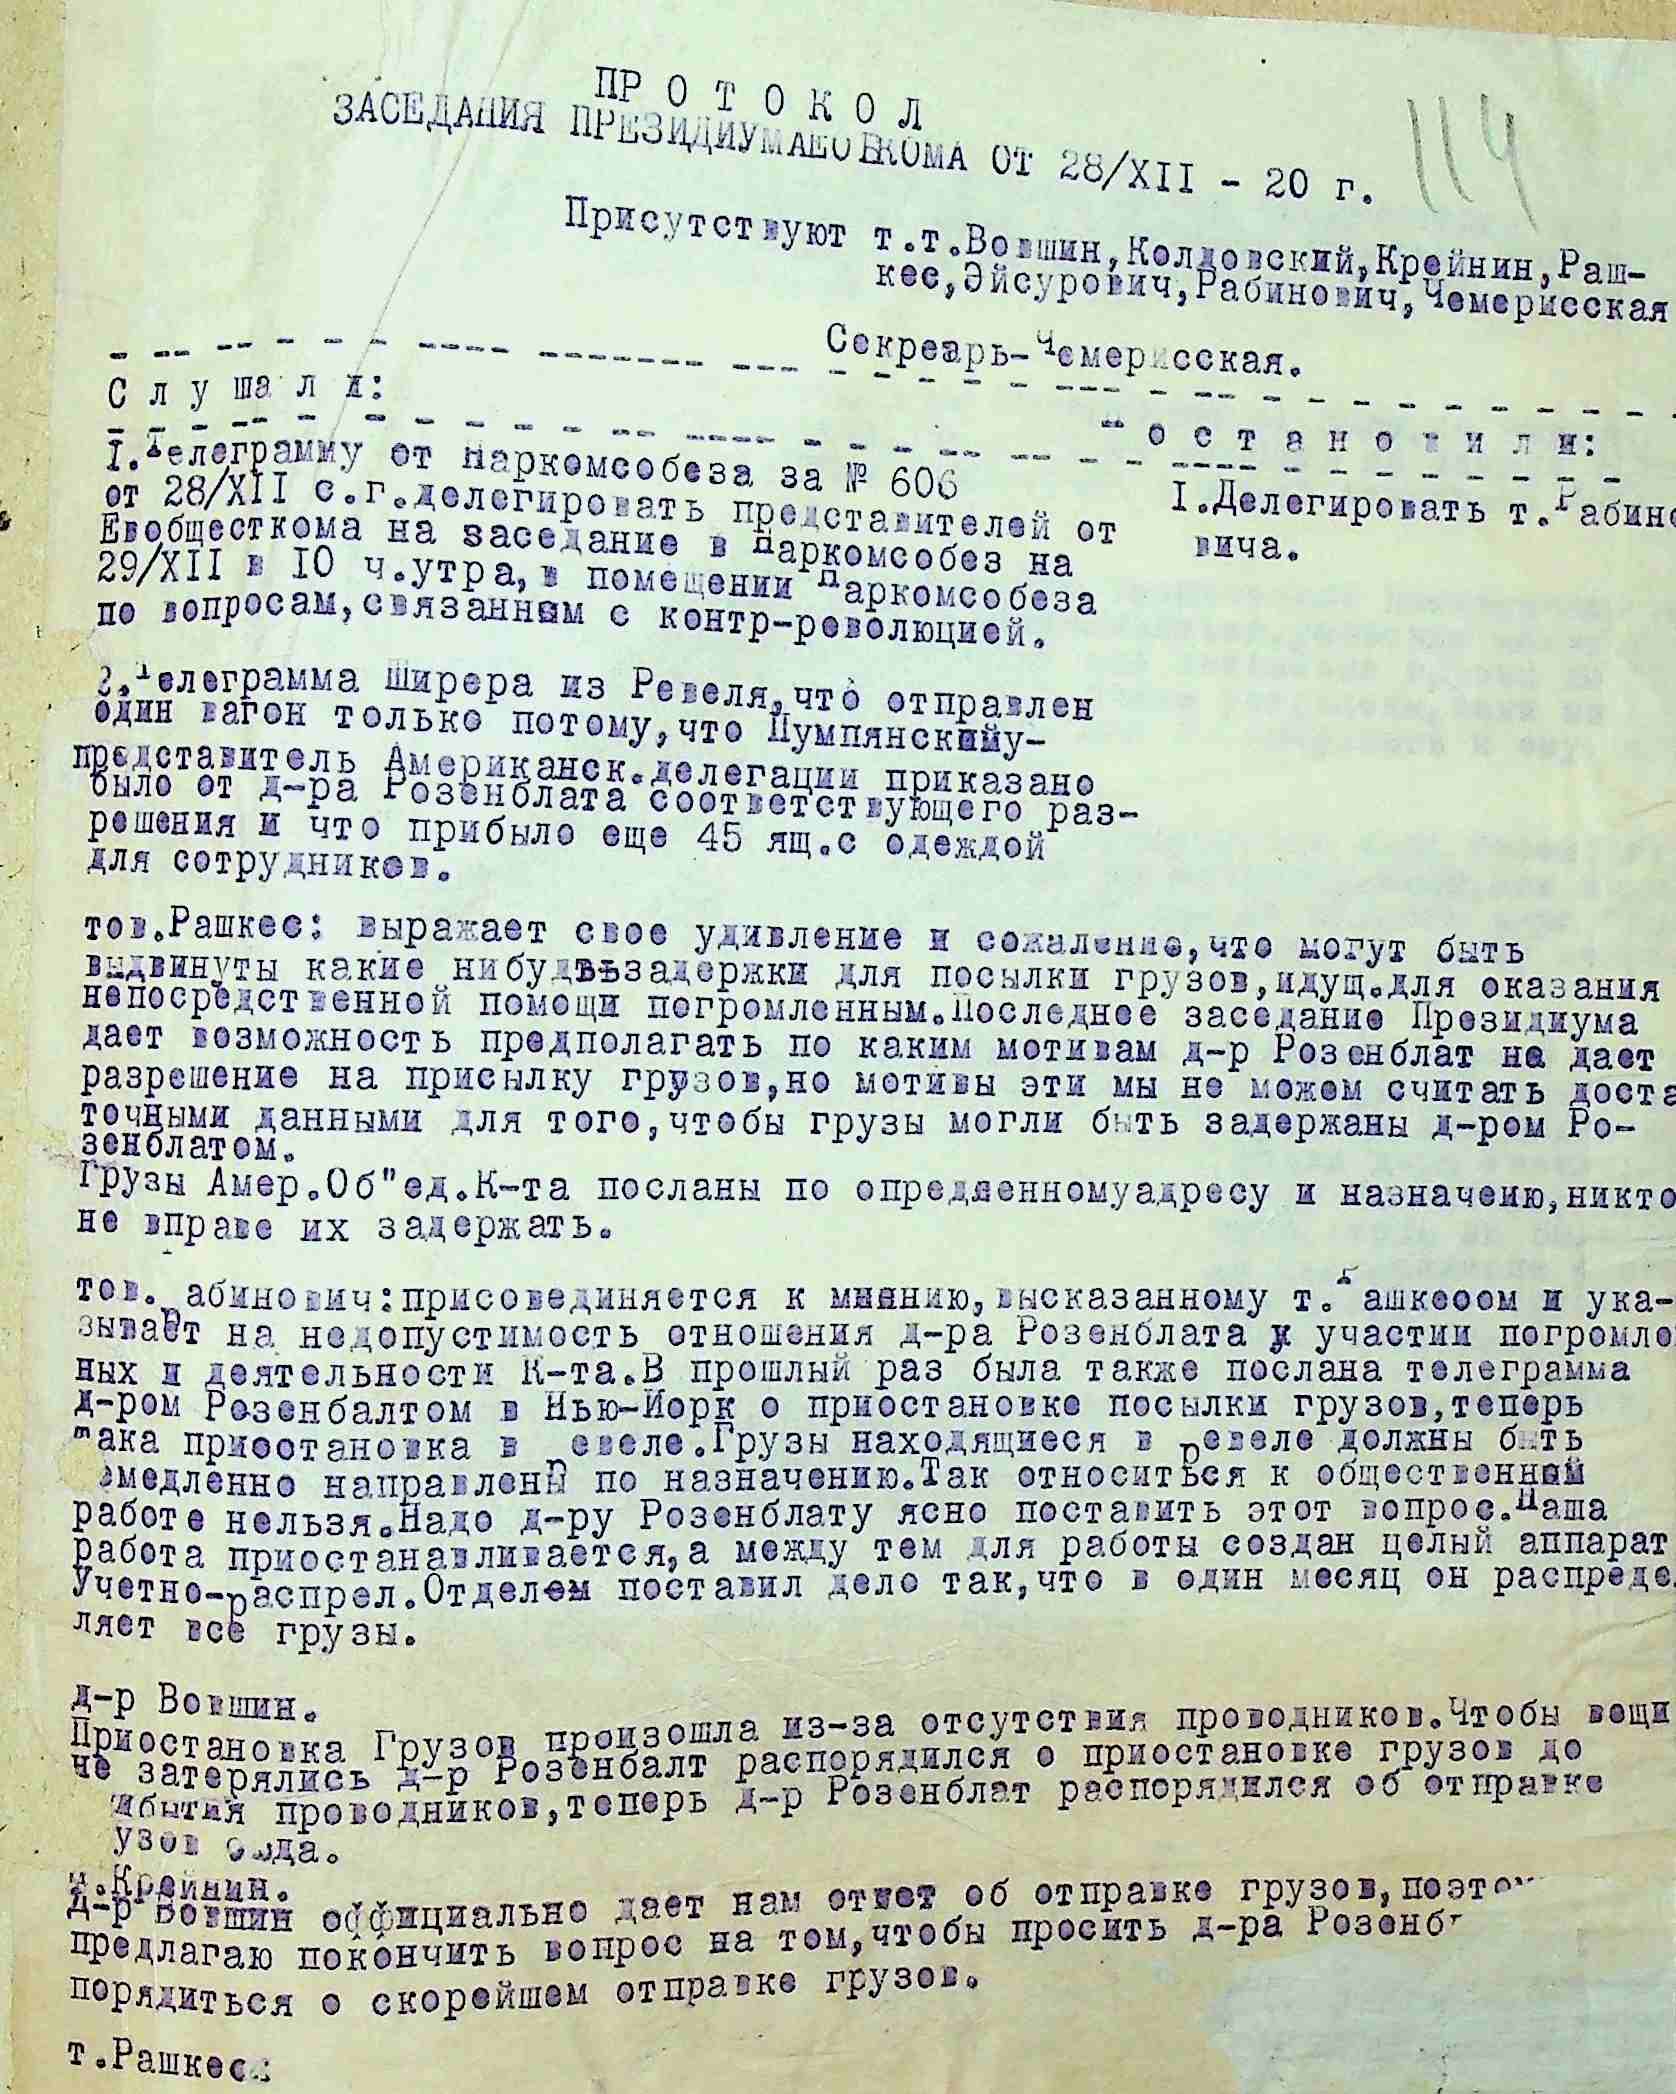 114
ПРОТОКОЛ
ЗАСЕДАНИЯ ПРЕЗИДИУМА ОТ 28/XII - 20 г.
Присутствуют т.т.Вовшин,Колдовский,Крейнин,Раш-
кес,Эйсурович,Рабинович,Чемерисская
Секреарь-Чемерисская.
Слушали:
Постановили:
I.Телеграмму от Наркомсобеза за № 606
от 28/XII с.г.делегировать представителей от
Евобщесткома на заседание в Наркомсобез на
29/XII в 10 ч.утра,в помещении Наркомсобеза
по вопросам,связанным с контр-революцией.
I.Делегировать т.Рабино
вича.
2.Телеграмма Ширера из Ревеля,что отправлен
один вагон только потому,что Пумпянскийу-
представитель Американск.делегации приказано
было от д-ра Розенблата соответствующего раз-
решения и что прибыло еще 45 ящ.с одеждой
для сотрудников.
тов.Рашкес: выражает свое удивление и сожаление,что могут быть
выдвинуты какие нибудь задержки для посылки грузов,идущ.для оказания
непосредственной помощи погромленным.Последнее заседание Президиума
дает возможность предполагать по каким мотивам д-р Розенблат не дает
разрешение на присылку грузов,но мотивы эти мы не можем считать доста
точными данными для того,чтобы грузы могли быть задержаны д-ром Ро-
зенблатом.
Грузы Амер.Об"ед.К-та посланы по опредленномуадресу и назначеию,никто
не вправе их задержать.
тов. абинович:присовединяется к мнению,высказанному т.Рашкесом и ука-
зывает на недопустимость отношения д-ра Розенблата к участии погромле
ных и деятельности К-та.В прошлый раз была также послана телеграмма
д-ром Розенбалтом в Нью-Йорк о приостановке посылки грузов,теперь
така приостановка в Ревеле.Грузы находящиеся в Ревеле должны быть
емедленно направлены по назначению.Так относиться к общественной
работе нельзя.Надо д-ру Розенблату ясно поставить этот вопрос.Наша
работа приостанавливается,а между тем для работы создан целый аппарат
Учетно-распрел.Отделем поставил дело так,что в один месяц он распреде
ляет все грузы.
д-р Вовшин.
Приостановка Грузов произошла из-за отсутствия проводников.Чтобы вещи
не затерялись д-р Розенбалт распорядился о приостановке грузов до
ибытия проводников,теперь д-р Розенблат распорядился об отправке
узов сюда.
т.Крейнин.
Д-р Вовшин оффициально дает нам ответ об отправке грузов,поэто
предлагаю покончить вопрос на том,чтобы просить д-ра Розенб
порядиться о скорейшем отправке грузов.
т.Рашкес: